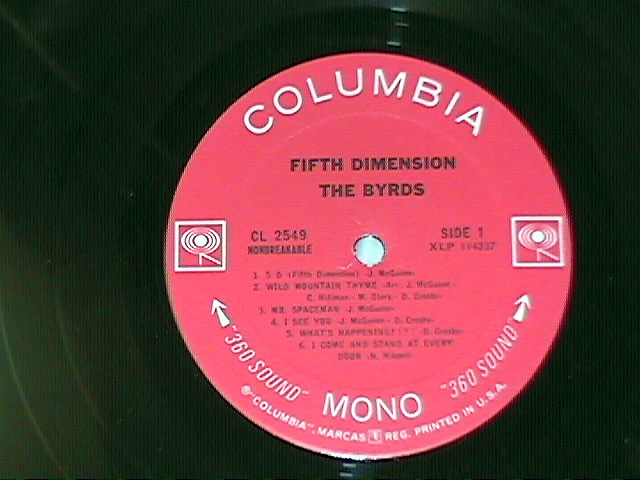 COLUMBIA
FIFTH DIMENSION
THE BYRDS
CL 2549
NONBREAKABLE
SIDE 1
XLP
1. 5 D (Fifth Dimension) -J. McGuinn-
2. WILD MOUNTAIN THYME -Arr: J. McGuinn
C. Hillman - M. Clark - D. Crosby-
3. MR. SPACEMAN -J. McGuinn-
4. I SEE YOU -J. McGuinn - D. Crosby-
5. WHAT'S HAPPENING?!?! -D. Crosby-
6. I COME AND STAND AT EVERY
DOOR -N. Hikmet-
"360 SOUND" MONO "360 SOUND"
® "COLUMBIA", MARCAS REG. PRINTED IN U.S.A.